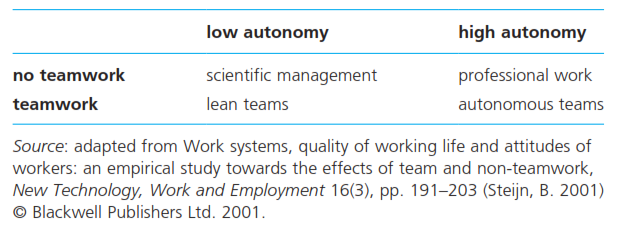 low autonomy high autonomy
no teamwork scientific management professional work
teamwork lean teams autonomous teams
Source: adapted from Work systems, quality of working life and attitudes of
workers: an empirical study towards the effects of team and non-teamwork,
New Technology, Work and Employment 16(3), pp. 191–203 (Steijn, B. 2001)
© Blackwell Publishers Ltd. 2001.